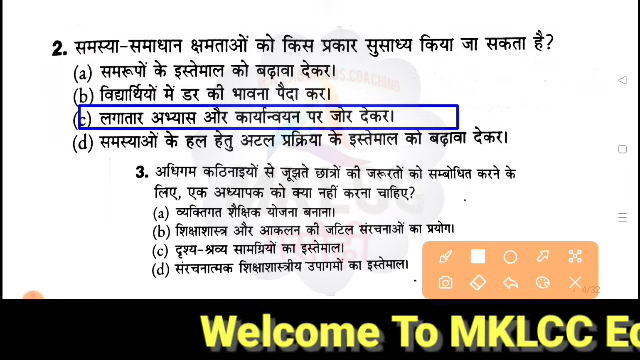 2. समस्या-समाधान क्षमताओं को किस प्रकार सुसाध्य किया जा सकता है?
(a) समरूपों के इस्तेमाल को बढ़ावा देकर।
(b) विद्यार्थियों में डर की भावना पैदा कर।
(c) लगातार अभ्यास और कार्यान्वयन पर जोर देकर।
(d) समस्याओं के हल हेतु अटल प्रक्रिया के इस्तेमाल को बढ़ावा देकर।
3. अधिगम कठिनाइयों से जूझते छात्रों की जरूरतों को सम्बोधित करने के
लिए, एक अध्यापक को क्या नहीं करना चाहिए?
(a) व्यक्तिगत शैक्षिक योजना बनाना।
(b) शिक्षाशास्त्र और आकलन की जटिल संरचनाओं का प्रयोग।
(c) दृश्य-श्रव्य सामग्रियों का इस्तेमाल।
(d) संरचनात्मक शिक्षाशास्त्रीय उपागमों का इस्तेमाल।
4/32
Welcome To MKLCC Ed